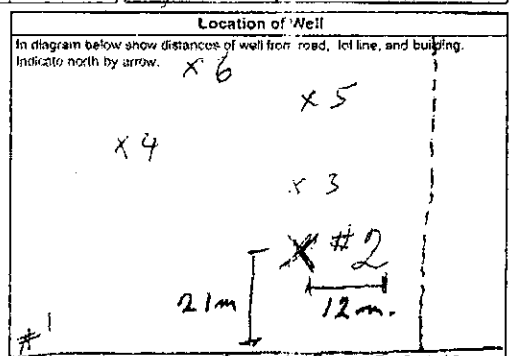 Location of Well
In diagram below show distances of well from road, lot line, and building.
Indicate north by arrow.
x 6
x 5
x 4
x 3
X #2
21m
12 m.
#1